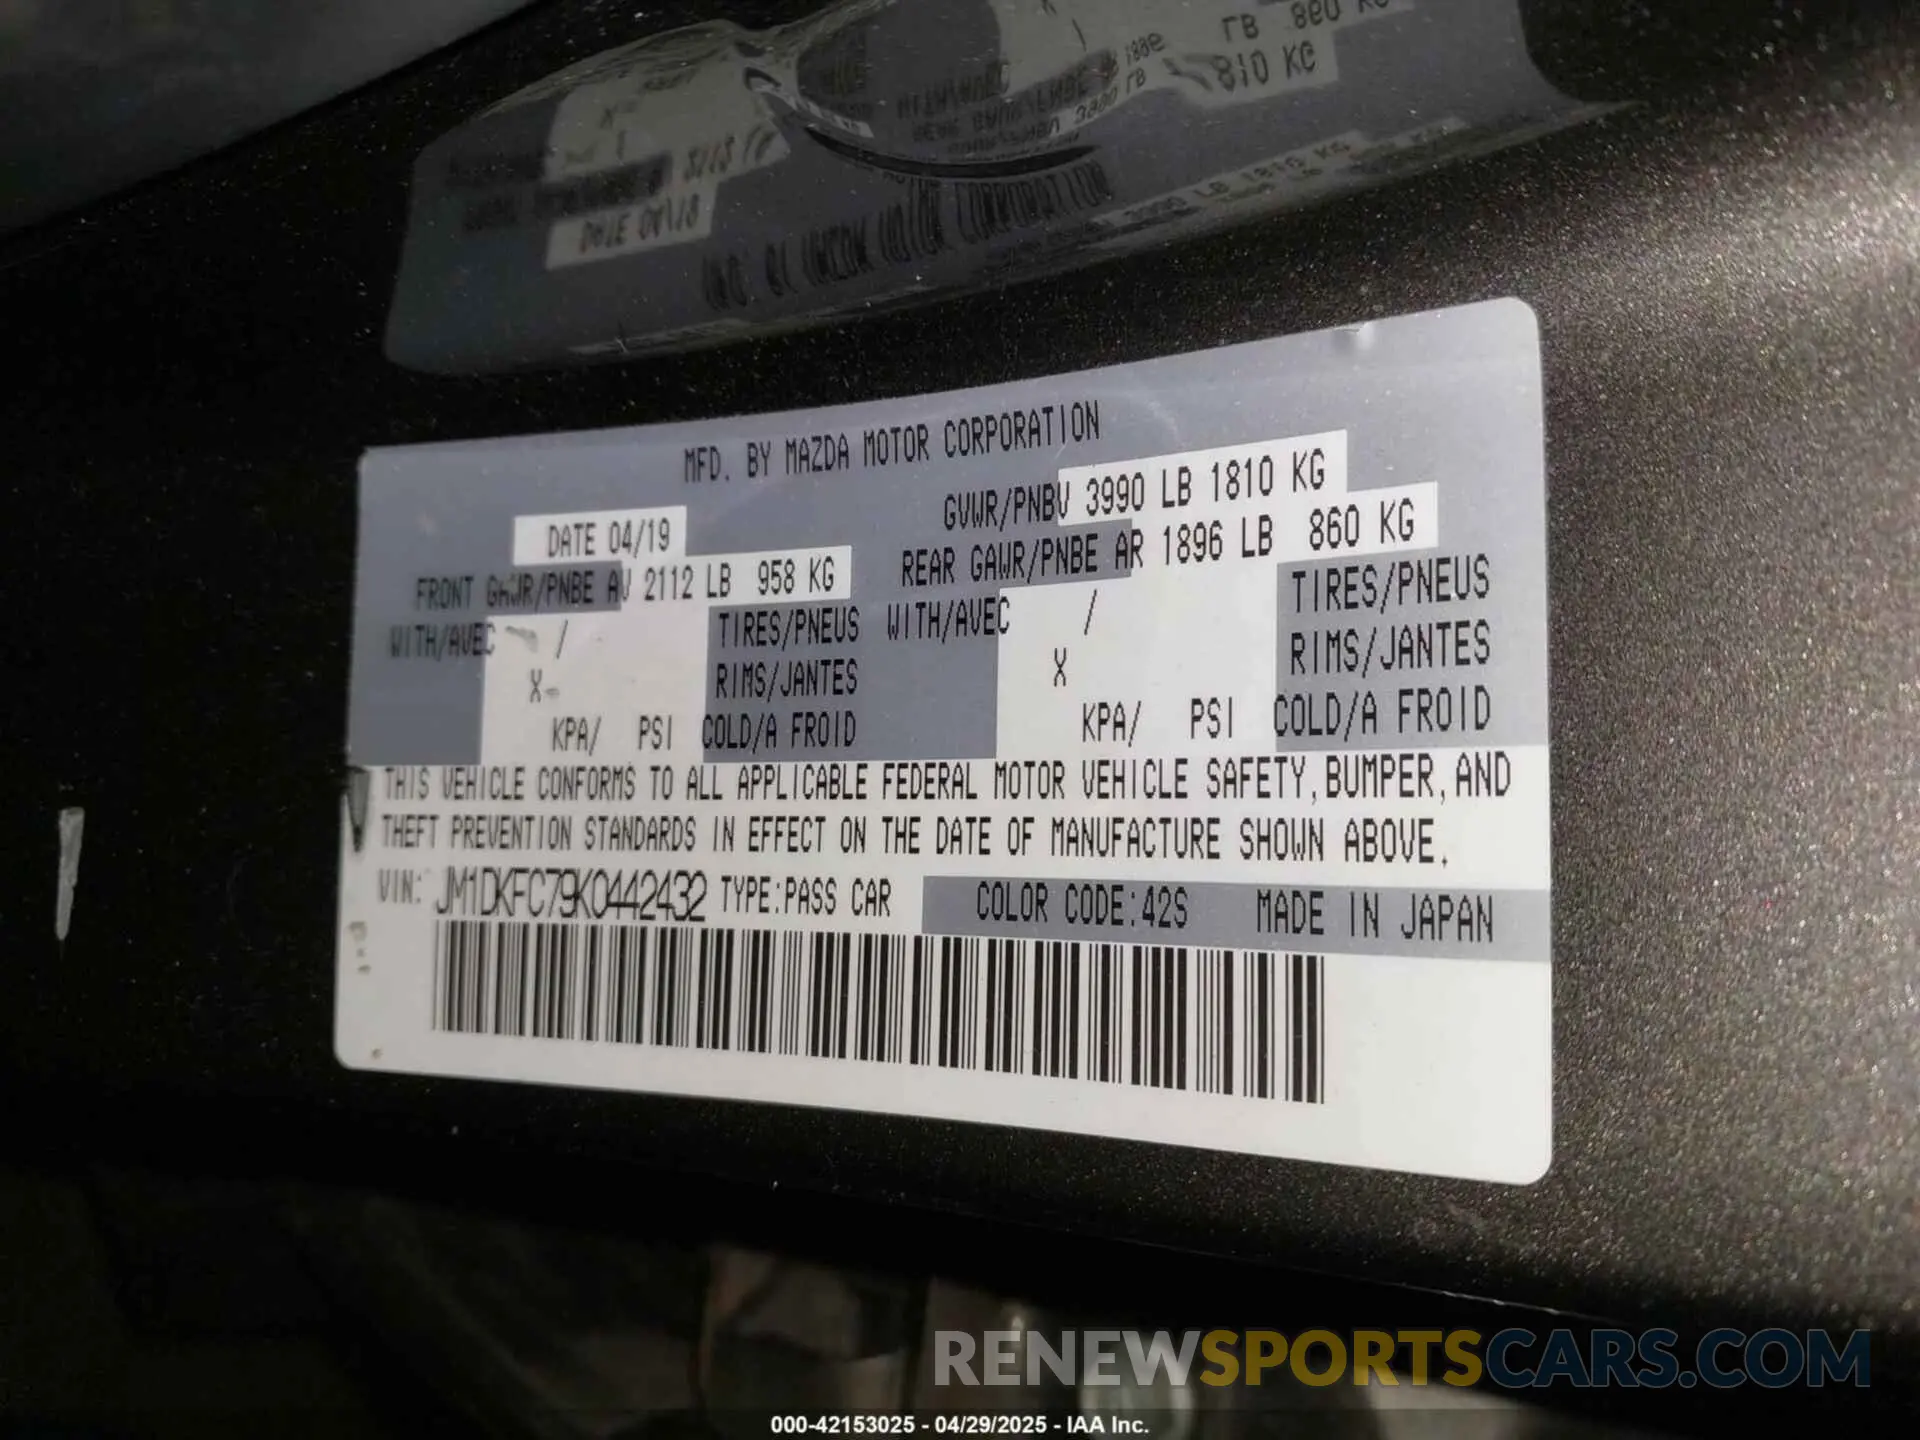 MFD. BY MAZDA MOTOR CORPORATION
DATE 04/19 GVWR/PNBV 3990 LB 1810 KG
FRONT GAWR/PNBE AV 2112 LB 958 KG REAR GAWR/PNBE AR 1896 LB 860 KG
WITH/AVEC / TIRES/PNEUS WITH/AVEC / TIRES/PNEUS
X RIMS/JANTES X RIMS/JANTES
KPA/ PSI COLD/A FROID KPA/ PSI COLD/A FROID
THIS VEHICLE CONFORMS TO ALL APPLICABLE FEDERAL MOTOR VEHICLE SAFETY, BUMPER, AND
THEFT PREVENTION STANDARDS IN EFFECT ON THE DATE OF MANUFACTURE SHOWN ABOVE.
VIN: JM1DKFC79K0442432 TYPE:PASS CAR COLOR CODE:42S MADE IN JAPAN
RENEWSPORTSCARS.COM
000-42153025 - 04/29/2025 - IAA Inc.